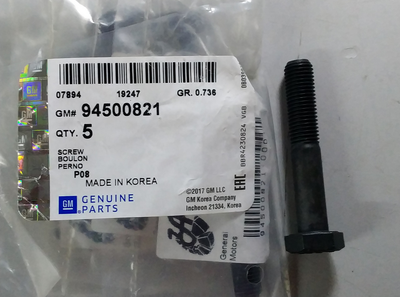 07894 19247 GR. 0.736
GM# 94500821
QTY. 5
SCREW
BOULON
PERNO
P08
MADE IN KOREA
©2017 GM LLC
GM Korea Company
Incheon 21334, Korea
GM GENUINE
PARTS
EAC
General
Motors
GM